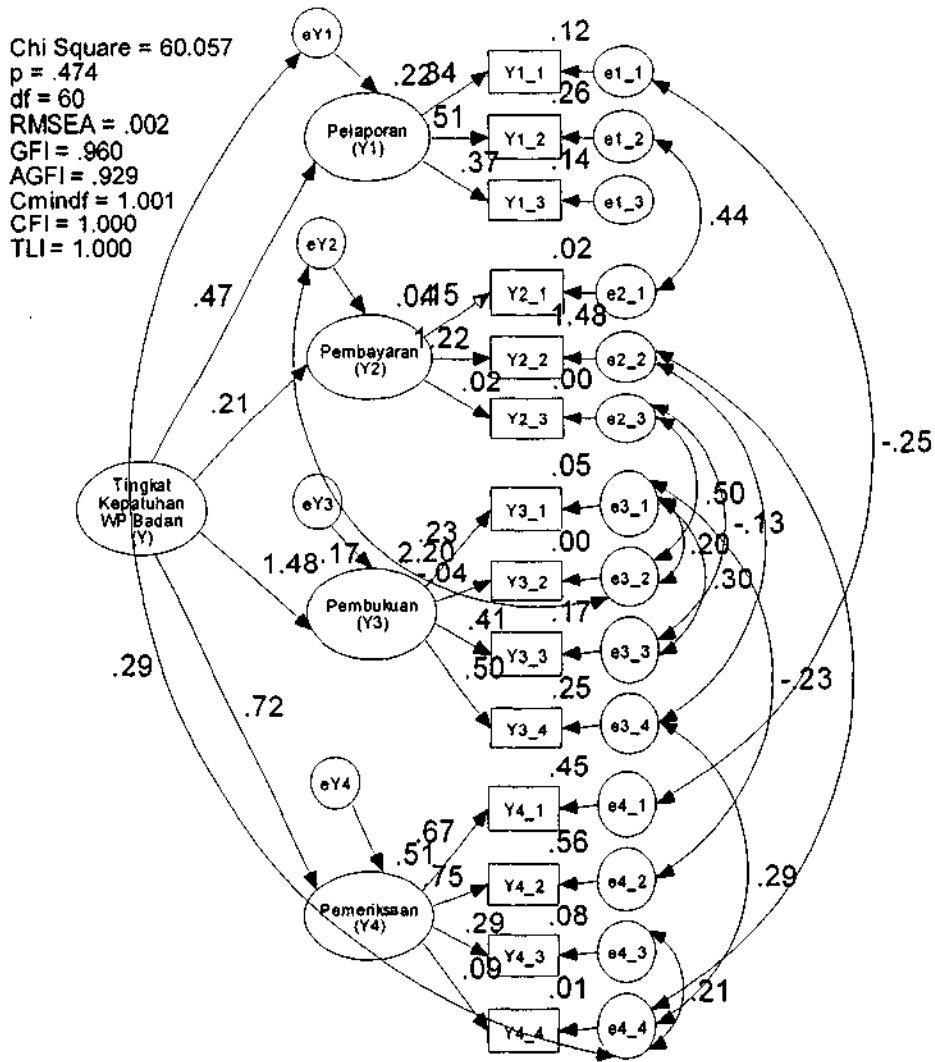 Chi Square = 60.057
p = .474
df = 60
RMSEA = .002
GFI = .960
AGFI = .929
Cmindf = 1.001
CFI = 1.000
TLI = 1.000
eY1
.12
.22
.34
Y1_1
e1_1
.26
Pelaporan
(Y1)
.51
Y1_2
e1_2
.14
.37
Y1_3
e1_3
.44
eY2
.47
.02
.04
.15
Y2_1
e2_1
1.48
Pembayaran
(Y2)
1.22
Y2_2
e2_2
.00
.21
.02
Y2_3
e2_3
-.25
.05
Tingkat
Kepatuhan
WP Badan
(Y)
eY3
Y3_1
e3_1
.50
-.13
.23
.00
.20
1.48
.17
2.20
-.04
Y3_2
e3_2
.30
.17
Pembukuan
(Y3)
.41
Y3_3
e3_3
.50
.25
-.23
.29
.72
Y3_4
e3_4
.45
eY4
Y4_1
e4_1
.67
.56
.51
.75
Y4_2
e4_2
.29
.08
Pemeriksaan
(Y4)
.29
Y4_3
e4_3
.09
.01
.21
Y4_4
e4_4